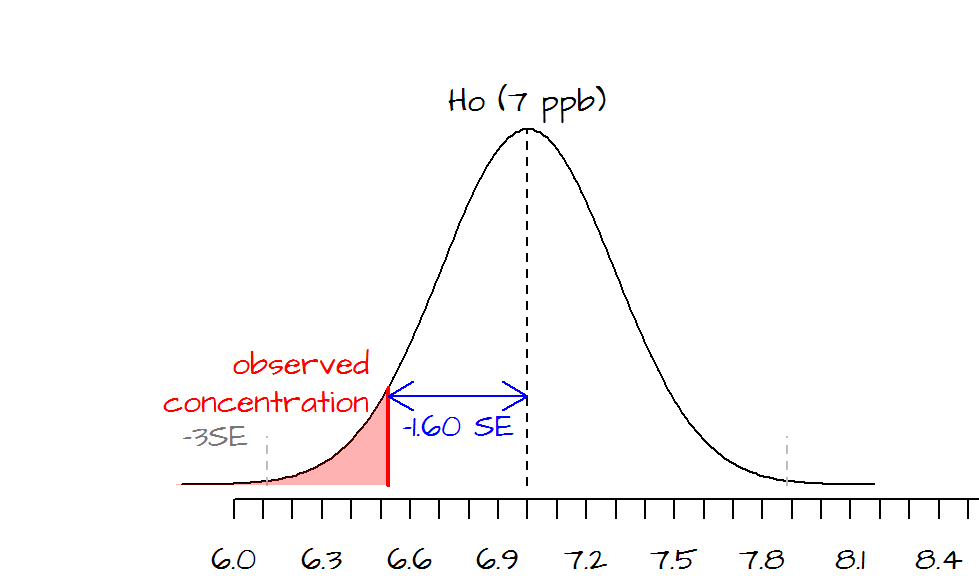 Ho (7 ppb)
observed
concentration
-3SE
-1.60 SE
6.0 6.3 6.6 6.9 7.2 7.5 7.8 8.1 8.4